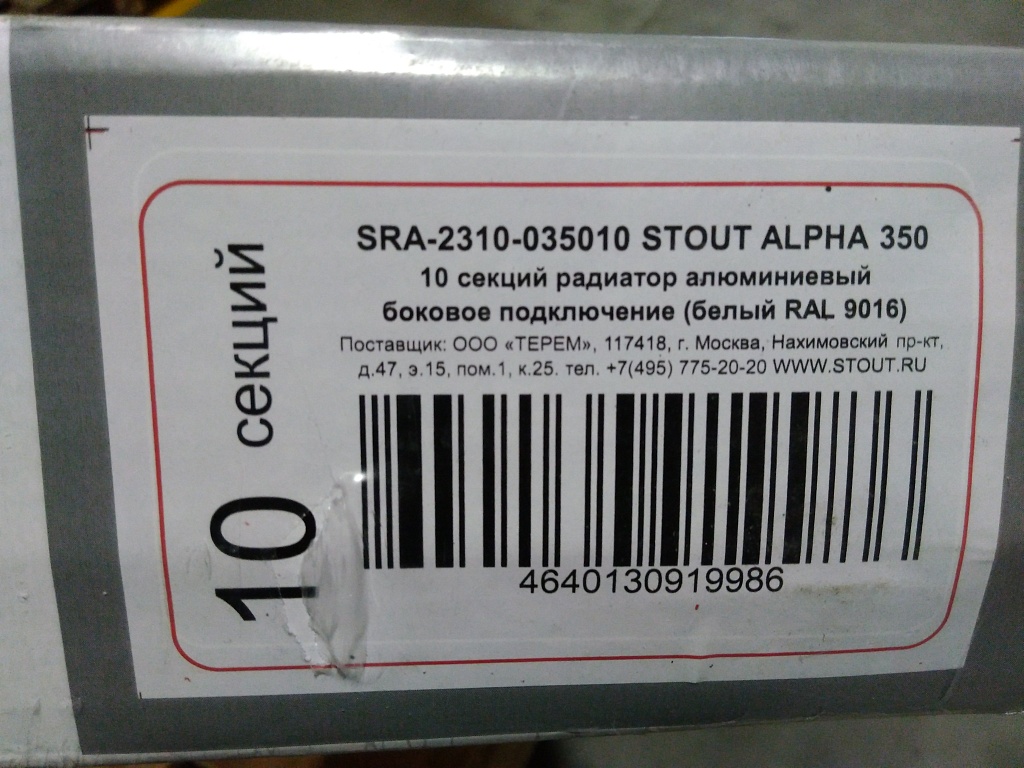 SRA-2310-035010 STOUT ALPHA 350
10 секций радиатор алюминиевый
боковое подключение (белый RAL 9016)
Поставщик: ООО «ТЕРЕМ», 117418, г. Москва, Нахимовский пр-кт,
д.47, э.15, пом.1, к.25. тел. +7(495) 775-20-20 WWW.STOUT.RU
4640130919986
10 секций